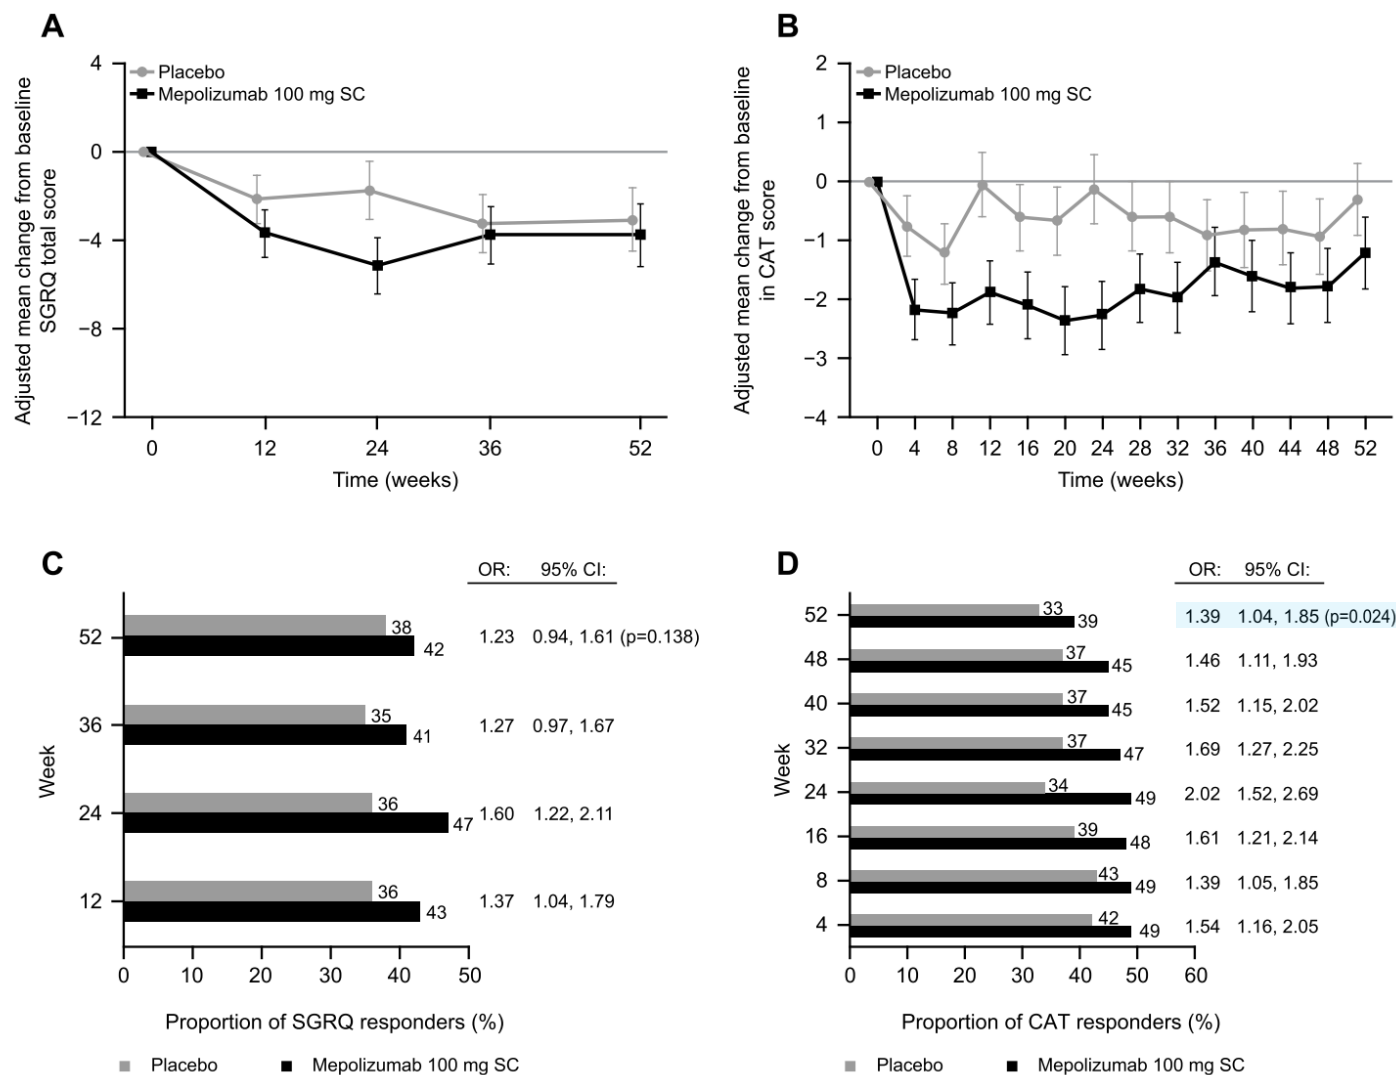 A
Adjusted mean change from baseline
SGRQ total score
4
0
−4
−8
−12
Placebo
Mepolizumab 100 mg SC
0 12 24 36 52
Time (weeks)
B
Adjusted mean change from baseline
in CAT score
2
1
0
−1
−2
−3
−4
Placebo
Mepolizumab 100 mg SC
0 4 8 12 16 20 24 28 32 36 40 44 48 52
Time (weeks)
C
OR: 95% CI:
Week
52 38 42 1.23 0.94, 1.61 (p=0.138)
36 35 41 1.27 0.97, 1.67
24 36 47 1.60 1.22, 2.11
12 36 43 1.37 1.04, 1.79
0 10 20 30 40 50
Proportion of SGRQ responders (%)
Placebo Mepolizumab 100 mg SC
D
OR: 95% CI:
Week
52 33 39 1.39 1.04, 1.85 (p=0.024)
48 37 45 1.46 1.11, 1.93
40 37 45 1.52 1.15, 2.02
32 37 47 1.69 1.27, 2.25
24 34 49 2.02 1.52, 2.69
16 39 48 1.61 1.21, 2.14
8 43 49 1.39 1.05, 1.85
4 42 49 1.54 1.16, 2.05
0 10 20 30 40 50 60
Proportion of CAT responders (%)
Placebo Mepolizumab 100 mg SC